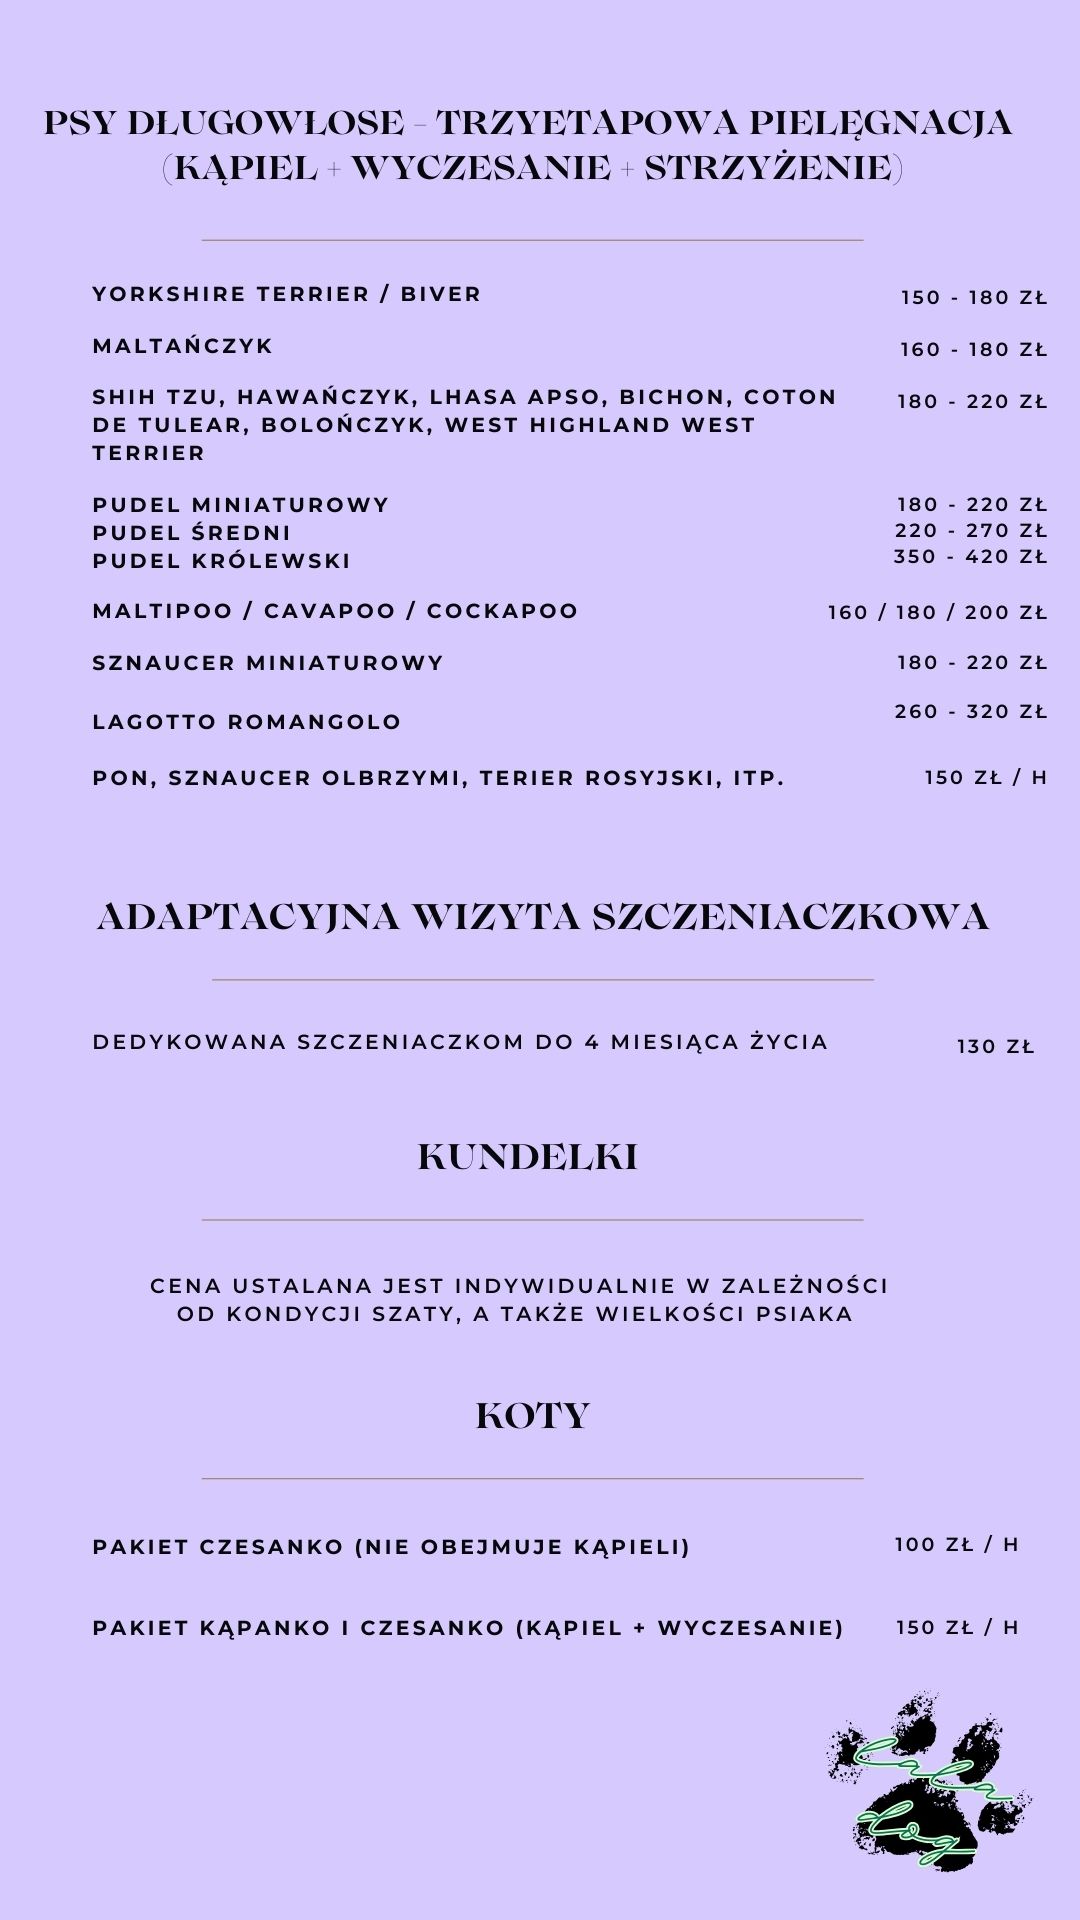 PSY DŁUGOWŁOSE - TRZYETAPOWA PIELĘGNACJA
(KĄPIEL + WYCZESANIE + STRZYŻENIE)
YORKSHIRE TERRIER / BIVER 150 - 180 ZŁ
MALTAŃCZYK 160 - 180 ZŁ
SHIH TZU, HAWAŃCZYK, LHASA APSO, BICHON, COTON 180 - 220 ZŁ
DE TULEAR, BOLOŃCZYK, WEST HIGHLAND WEST
TERRIER
PUDEL MINIATUROWY 180 - 220 ZŁ
PUDEL ŚREDNI 220 - 270 ZŁ
PUDEL KRÓLEWSKI 350 - 420 ZŁ
MALTIPOO / CAVAPOO / COCKAPOO 160 / 180 / 200 ZŁ
SZNAUCER MINIATUROWY 180 - 220 ZŁ
LAGOTTO ROMANGOLO 260 - 320 ZŁ
PON, SZNAUCER OLBRZYMI, TERIER ROSYJSKI, ITP. 150 ZŁ / H
ADAPTACYJNA WIZYTA SZCZENIACZKOWA
DEDYKOWANA SZCZENIACZKOM DO 4 MIESIĄCA ŻYCIA 130 ZŁ
KUNDELKI
CENA USTALANA JEST INDYWIDUALNIE W ZALEŻNOŚCI
OD KONDYCJI SZATY, A TAKŻE WIELKOŚCI PSIAKA
KOTY
PAKIET CZESANKO (NIE OBEJMUJE KĄPIELI) 100 ZŁ / H
PAKIET KĄPANKO I CZESANKO (KĄPIEL + WYCZESANIE) 150 ZŁ / H
lala
dog